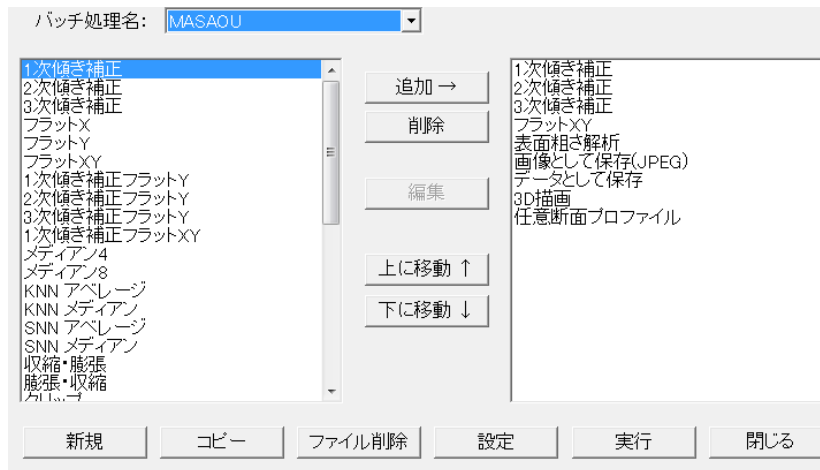 バッチ処理名: MASAOU
1次傾き補正
2次傾き補正
3次傾き補正
フラットX
フラットY
フラットXY
1次傾き補正フラットY
2次傾き補正フラットY
3次傾き補正フラットY
1次傾き補正フラットXY
メディアン4
メディアン8
KNN アベレージ
KNN メディアン
SNN アベレージ
SNN メディアン
収縮・膨張
膨張・収縮
クリップ
追加 →
削除
編集
上に移動 ↑
下に移動 ↓
1次傾き補正
2次傾き補正
3次傾き補正
フラットXY
表面粗さ解析
画像として保存(JPEG)
データとして保存
3D描画
任意断面プロファイル
新規
コピー
ファイル削除
設定
実行
閉じる